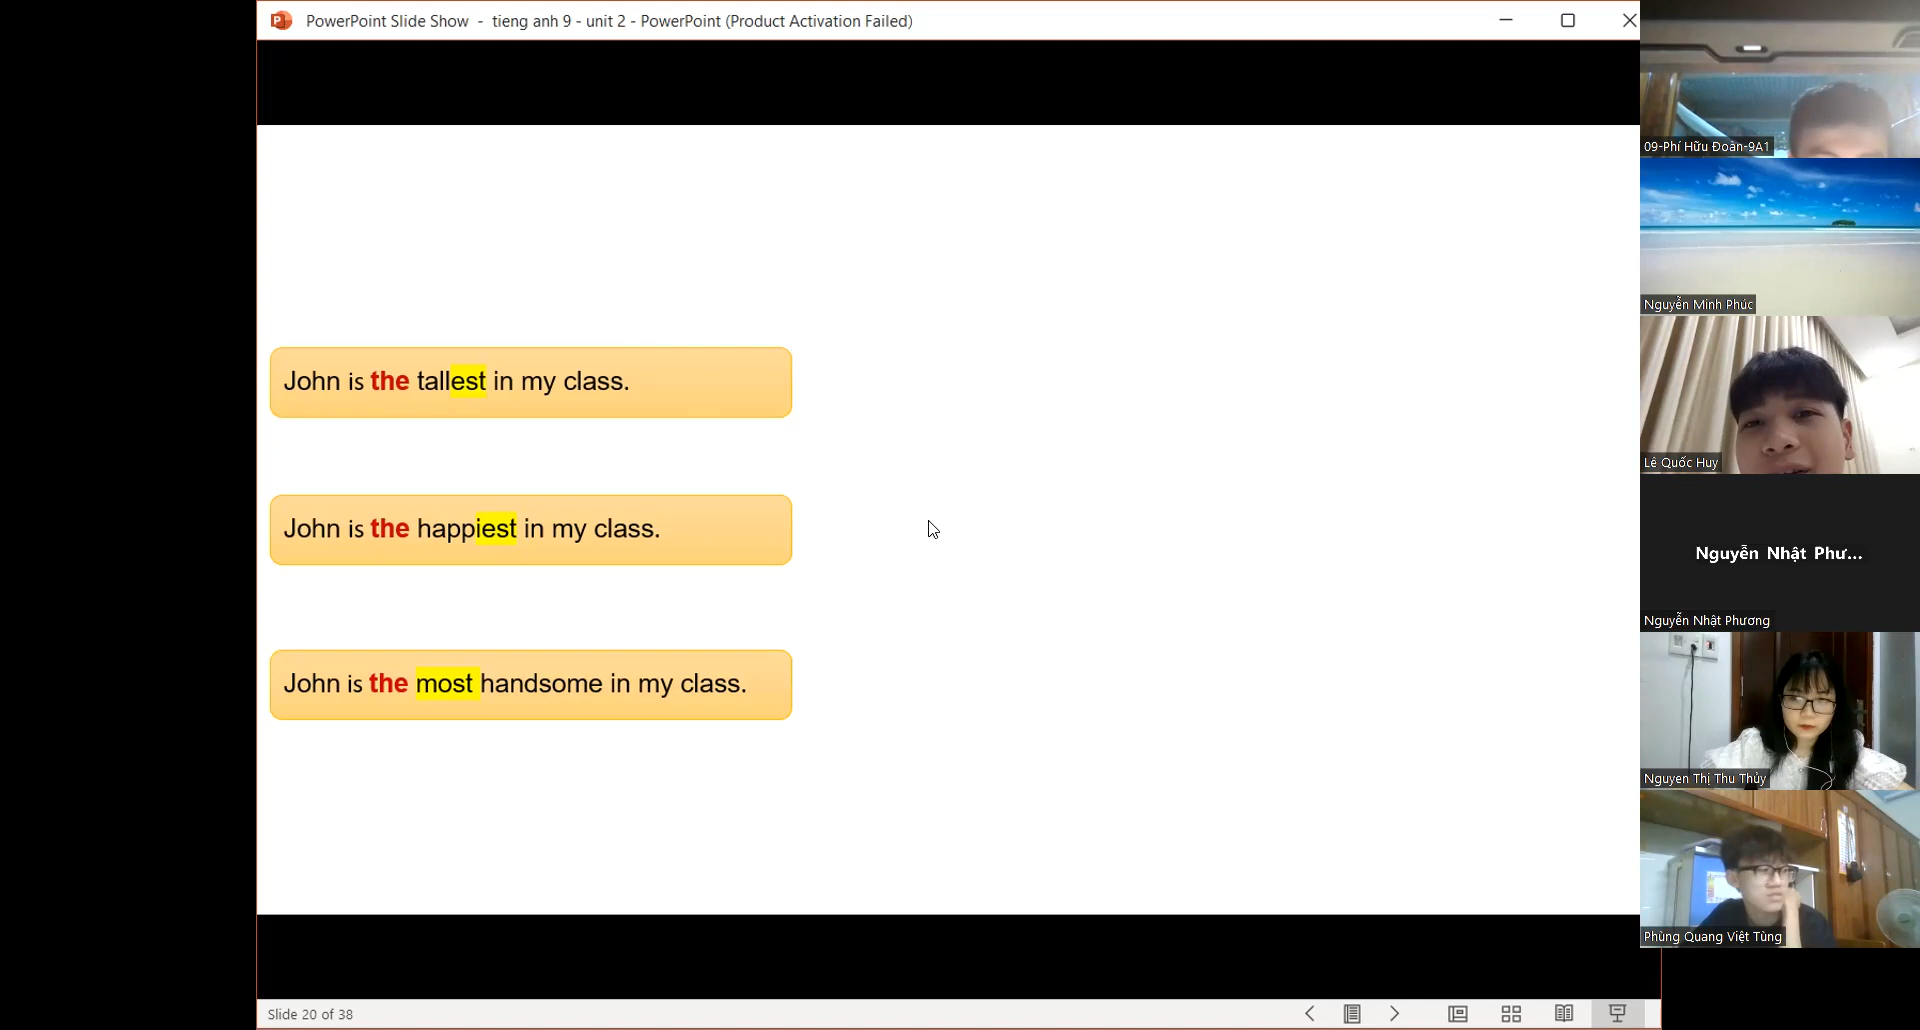 PowerPoint Slide Show - tieng anh 9 - unit 2 - PowerPoint (Product Activation Failed)
John is the tallest in my class.
John is the happiest in my class.
John is the most handsome in my class.
Slide 20 of 38
09-Phí Hữu Đoàn-9A1
Nguyễn Minh Phúc
Lê Quốc Huy
Nguyễn Nhật Phư...
Nguyễn Nhật Phương
Nguyen Thị Thu Thủy
Phùng Quang Việt Tùng